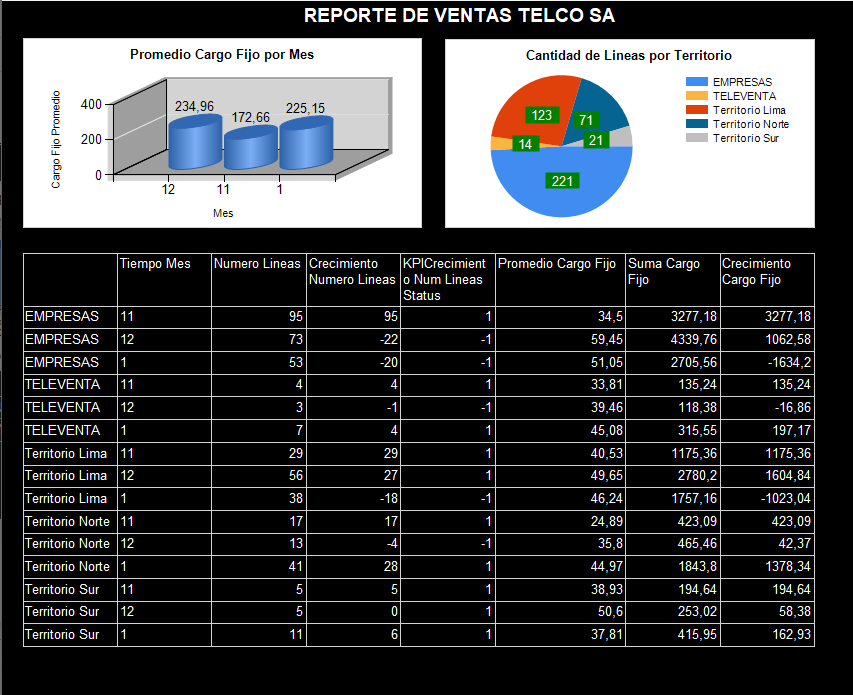 REPORTE DE VENTAS TELCO SA
Promedio Cargo Fijo por Mes
Cargo Fijo Promedio
400
200
0
234,96
172,66
225,15
12
11
1
Mes
Cantidad de Lineas por Territorio
123
71
14
21
221
EMPRESAS
TELEVENTA
Territorio Lima
Territorio Norte
Territorio Sur
Tiempo Mes Numero Lineas Crecimiento KPICrecimient Promedio Cargo Fijo Suma Cargo Crecimiento
Numero Lineas o Num Lineas Fijo Cargo Fijo
Status
EMPRESAS 11 95 95 1 34,5 3277,18 3277,18
EMPRESAS 12 73 -22 -1 59,45 4339,76 1062,58
EMPRESAS 1 53 -20 -1 51,05 2705,56 -1634,2
TELEVENTA 11 4 4 1 33,81 135,24 135,24
TELEVENTA 12 3 -1 -1 39,46 118,38 -16,86
TELEVENTA 1 7 4 1 45,08 315,55 197,17
Territorio Lima 11 29 29 1 40,53 1175,36 1175,36
Territorio Lima 12 56 27 1 49,65 2780,2 1604,84
Territorio Lima 1 38 -18 -1 46,24 1757,16 -1023,04
Territorio Norte 11 17 17 1 24,89 423,09 423,09
Territorio Norte 12 13 -4 -1 35,8 465,46 42,37
Territorio Norte 1 41 28 1 44,97 1843,8 1378,34
Territorio Sur 11 5 5 1 38,93 194,64 194,64
Territorio Sur 12 5 0 1 50,6 253,02 58,38
Territorio Sur 1 11 6 1 37,81 415,95 162,93